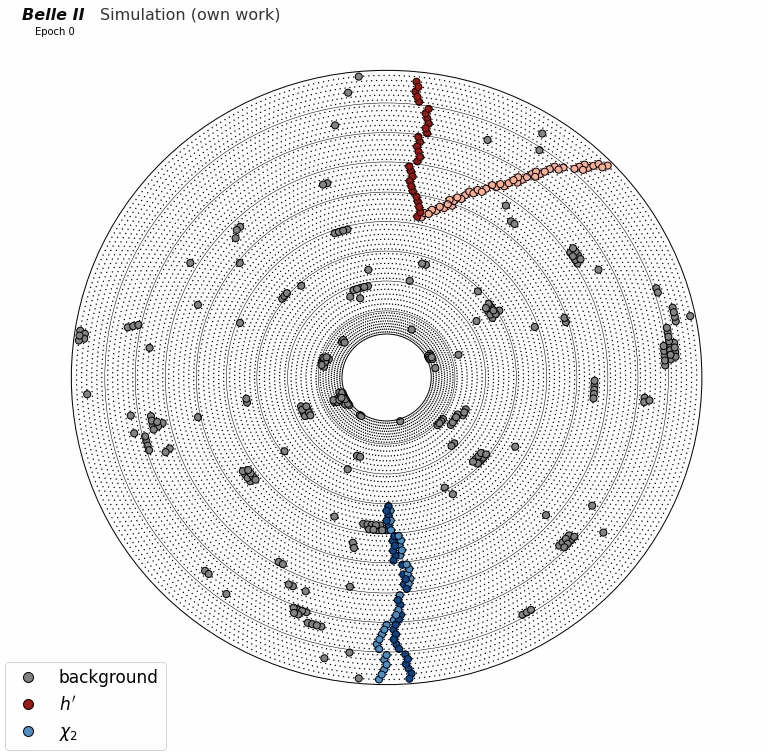 Belle II Simulation (own work)
Epoch 0
background
h′
χ₂